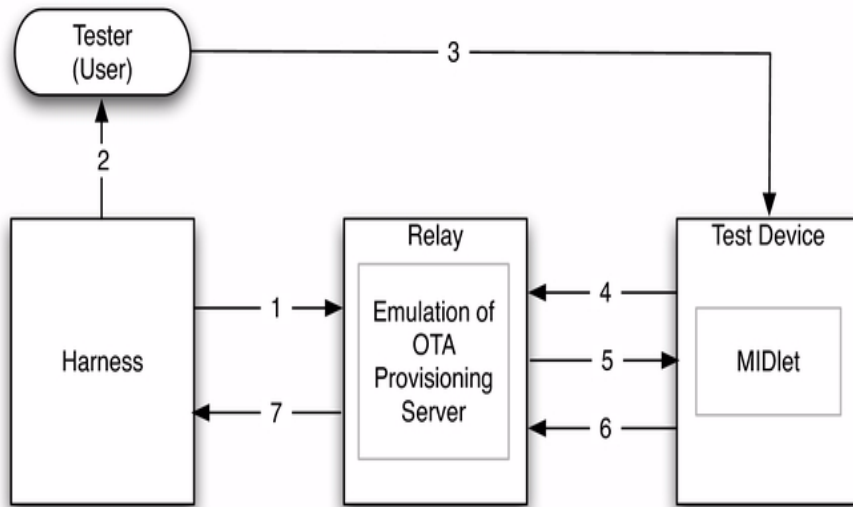 Tester
(User)
3
2
Harness
1
7
Relay
Emulation of
OTA
Provisioning
Server
4
5
6
Test Device
MIDlet